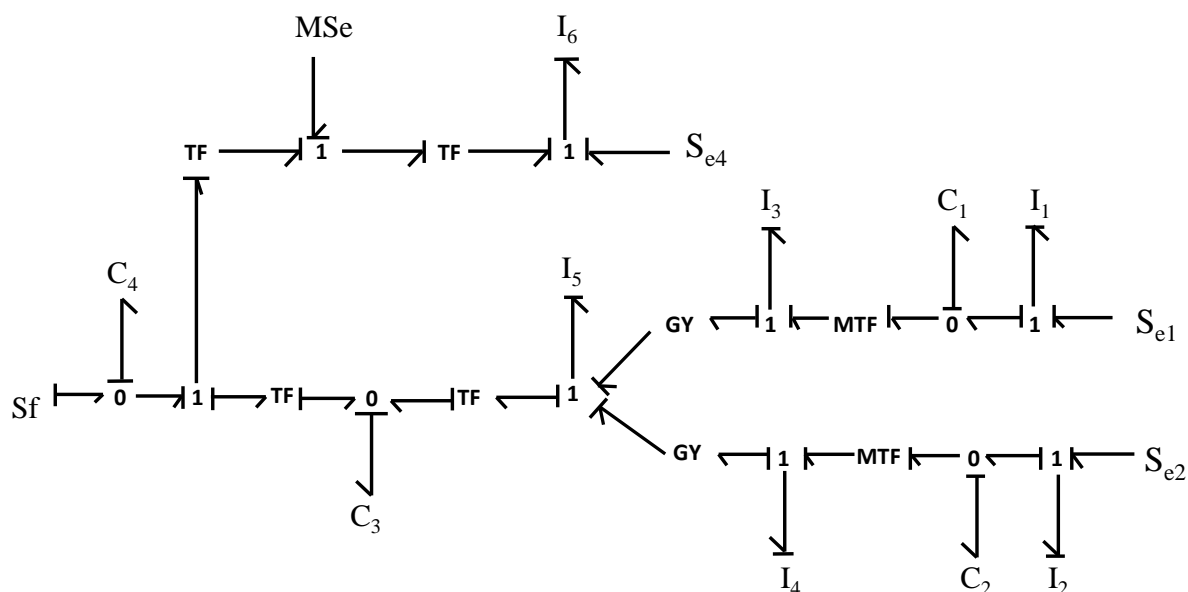 MSe I₆
TF 1 TF 1 Sₑ₄
I₃ C₁ I₁
C₄ I₅
GY 1 MTF 0 1 Sₑ₁
Sf 0 1 TF 0 TF 1
GY 1 MTF 0 1 Sₑ₂
C₃ I₄ C₂ I₂